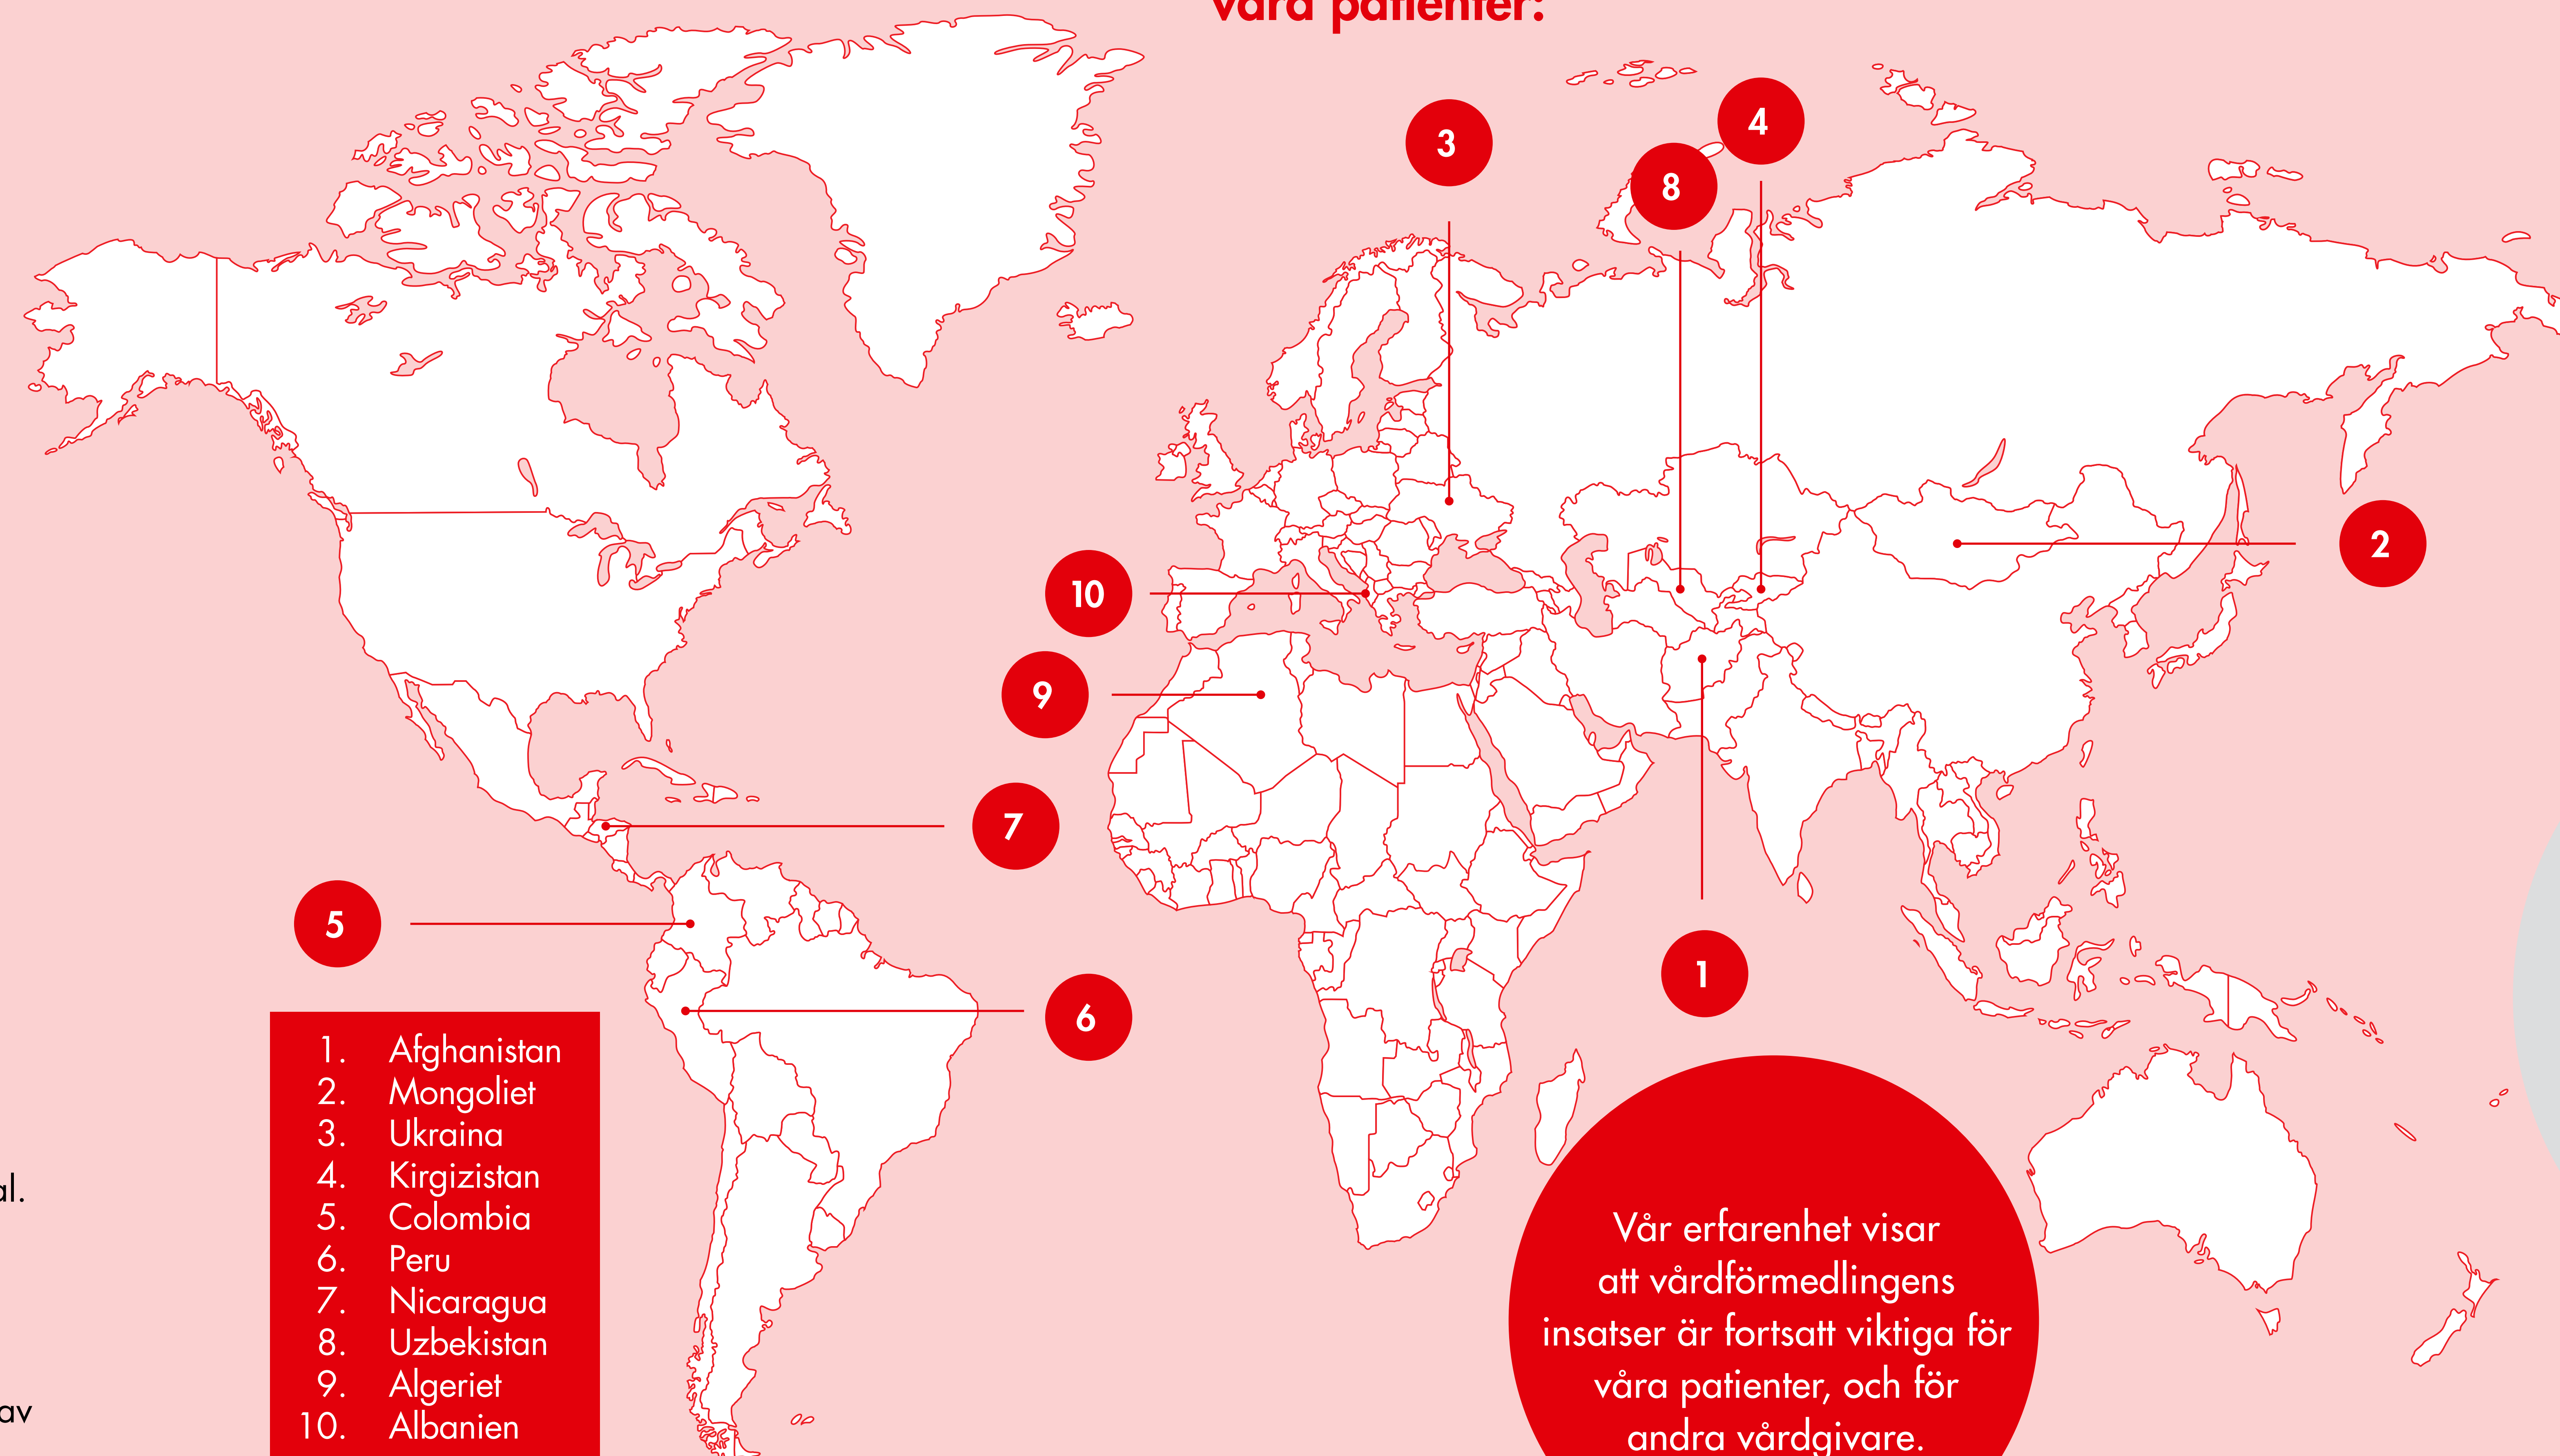 våra patienter:
3
4
8
2
10
9
7
5
6
1
1. Afghanistan
2. Mongoliet
3. Ukraina
4. Kirgizistan
5. Colombia
6. Peru
7. Nicaragua
8. Uzbekistan
9. Algeriet
10. Albanien
Vår erfarenhet visar
att vårdförmedlingens
insatser är fortsatt viktiga för
våra patienter, och för
andra vårdgivare.
av